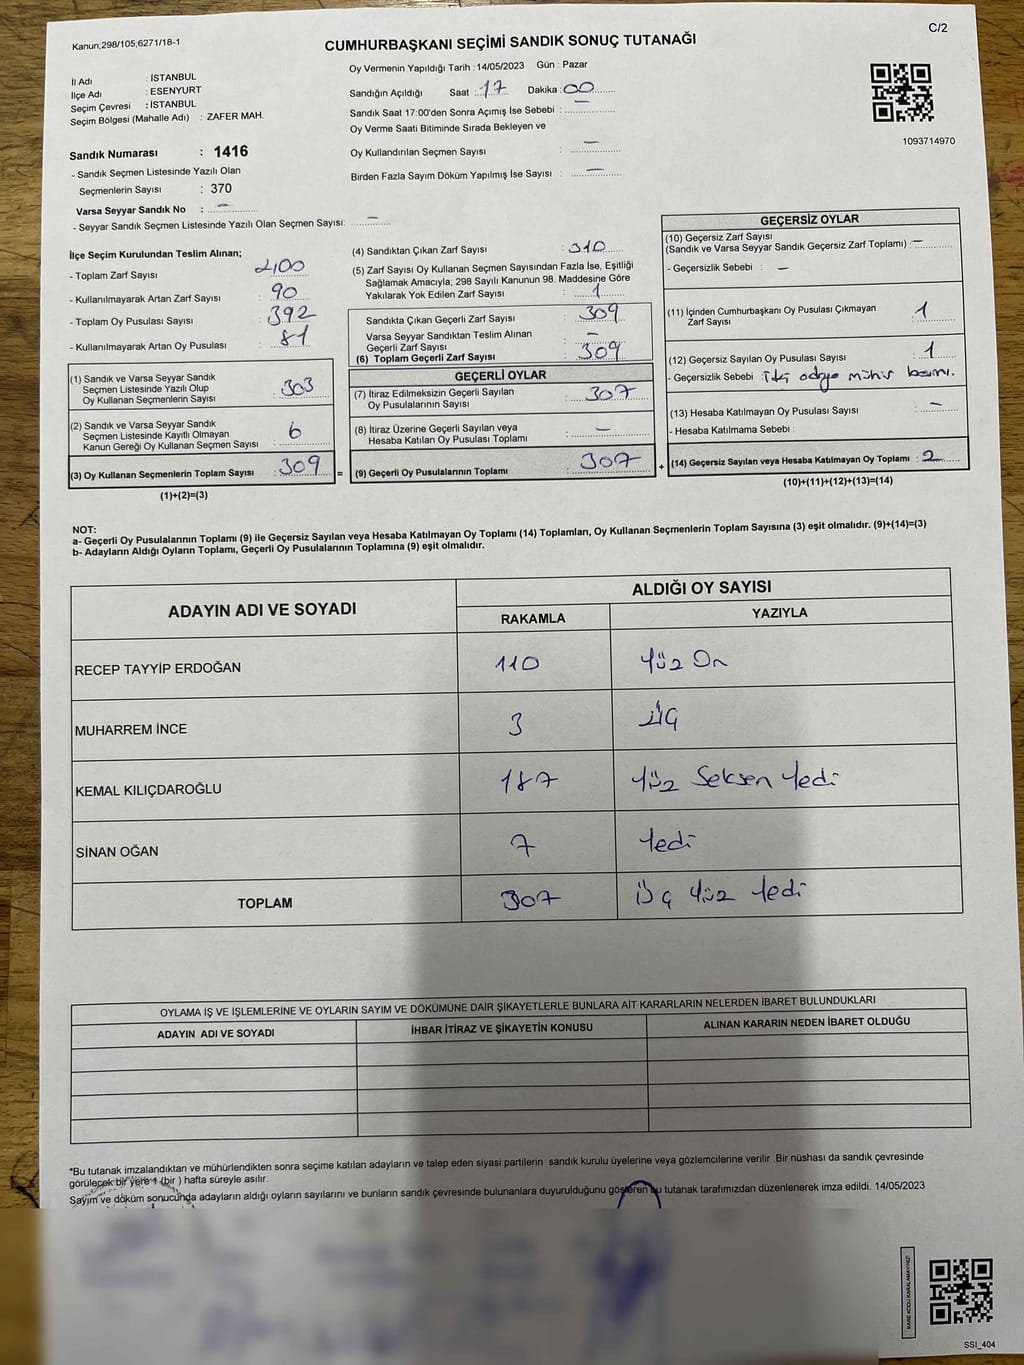 C/2
Kanun;298/105;6271/18-1
CUMHURBAŞKANI SEÇİMİ SANDIK SONUÇ TUTANAĞI
İl Adı : İSTANBUL
İlçe Adı : ESENYURT
Seçim Çevresi : İSTANBUL
Seçim Bölgesi (Mahalle Adı) : ZAFER MAH.
Oy Vermenin Yapıldığı Tarih : 14/05/2023 Gün : Pazar
Sandığın Açıldığı Saat : 17 Dakika : 00
Sandık Saat 17:00'den Sonra Açımış İse Sebebi : —
Oy Verme Saati Bitiminde Sırada Bekleyen ve
Oy Kullandırılan Seçmen Sayısı : —
Birden Fazla Sayım Döküm Yapılmış İse Sayısı : —
1093714970
Sandık Numarası : 1416
- Sandık Seçmen Listesinde Yazılı Olan
Seçmenlerin Sayısı : 370
Varsa Seyyar Sandık No : —
- Seyyar Sandık Seçmen Listesinde Yazılı Olan Seçmen Sayısı: —
İlçe Seçim Kurulundan Teslim Alınan;
- Toplam Zarf Sayısı 400
- Kullanılmayarak Artan Zarf Sayısı : 90
- Toplam Oy Pusulası Sayısı : 392
- Kullanılmayarak Artan Oy Pusulası : 81
(1) Sandık ve Varsa Seyyar Sandık
Seçmen Listesinde Yazılı Olup
Oy Kullanan Seçmenlerin Sayısı : 303
(2) Sandık ve Varsa Seyyar Sandık
Seçmen Listesinde Kayıtlı Olmayan
Kanun Gereği Oy Kullanan Seçmen Sayısı : 6
(3) Oy Kullanan Seçmenlerin Toplam Sayısı : 309 =
(1)+(2)=(3)
(4) Sandıktan Çıkan Zarf Sayısı : 310
(5) Zarf Sayısı Oy Kullanan Seçmen Sayısından Fazla İse, Eşitliği
Sağlamak Amacıyla; 298 Sayılı Kanunun 98. Maddesine Göre
Yakılarak Yok Edilen Zarf Sayısı : 1
Sandıkta Çıkan Geçerli Zarf Sayısı : 309
Varsa Seyyar Sandıktan Teslim Alınan
Geçerli Zarf Sayısı : —
(6) Toplam Geçerli Zarf Sayısı : 309
GEÇERLİ OYLAR
(7) İtiraz Edilmeksizin Geçerli Sayılan
Oy Pusulalarının Sayısı : 307
(8) İtiraz Üzerine Geçerli Sayılan veya
Hesaba Katılan Oy Pusulası Toplamı : —
(9) Geçerli Oy Pusulalarının Toplamı : 307 +
GEÇERSİZ OYLAR
(10) Geçersiz Zarf Sayısı
(Sandık ve Varsa Seyyar Sandık Geçersiz Zarf Toplamı) : —
- Geçersizlik Sebebi : —
(11) İçinden Cumhurbaşkanı Oy Pusulası Çıkmayan
Zarf Sayısı : 1
(12) Geçersiz Sayılan Oy Pusulası Sayısı : 1
- Geçersizlik Sebebi iki adaya mühür basımı.
(13) Hesaba Katılmayan Oy Pusulası Sayısı : —
- Hesaba Katılmama Sebebi :
(14) Geçersiz Sayılan veya Hesaba Katılmayan Oy Toplamı : 2
(10)+(11)+(12)+(13)=(14)
NOT:
a- Geçerli Oy Pusulalarının Toplamı (9) ile Geçersiz Sayılan veya Hesaba Katılmayan Oy Toplamı (14) Toplamları, Oy Kullanan Seçmenlerin Toplam Sayısına (3) eşit olmalıdır. (9)+(14)=(3)
b- Adayların Aldığı Oyların Toplamı, Geçerli Oy Pusulalarının Toplamına (9) eşit olmalıdır.
ADAYIN ADI VE SOYADI
ALDIĞI OY SAYISI
RAKAMLA YAZIYLA
RECEP TAYYİP ERDOĞAN 110 Yüz On
MUHARREM İNCE 3 üç
KEMAL KILIÇDAROĞLU 187 Yüz Seksen Yedi
SİNAN OĞAN 7 Yedi
TOPLAM 307 üç Yüz Yedi
OYLAMA İŞ VE İŞLEMLERİNE VE OYLARIN SAYIM VE DÖKÜMÜNE DAİR ŞİKAYETLERLE BUNLARA AİT KARARLARIN NELERDEN İBARET BULUNDUKLARI
ADAYIN ADI VE SOYADI İHBAR İTİRAZ VE ŞİKAYETİN KONUSU ALINAN KARARIN NEDEN İBARET OLDUĞU
*Bu tutanak imzalandıktan ve mühürlendikten sonra seçime katılan adayların ve talep eden siyasi partilerin sandık kurulu üyelerine veya gözlemcilerine verilir .Bir nüshası da sandık çevresinde
görülecek bir yere 1 (bir ) hafta süreyle asılır.
Sayım ve döküm sonucunda adayların aldığı oyların sayılarını ve bunların sandık çevresinde bulunanlara duyurulduğunu gösteren bu tutanak tarafımızdan düzenlenerek imza edildi. 14/05/2023
KARE KODU KARALAMAYINIZ!
SSI_404